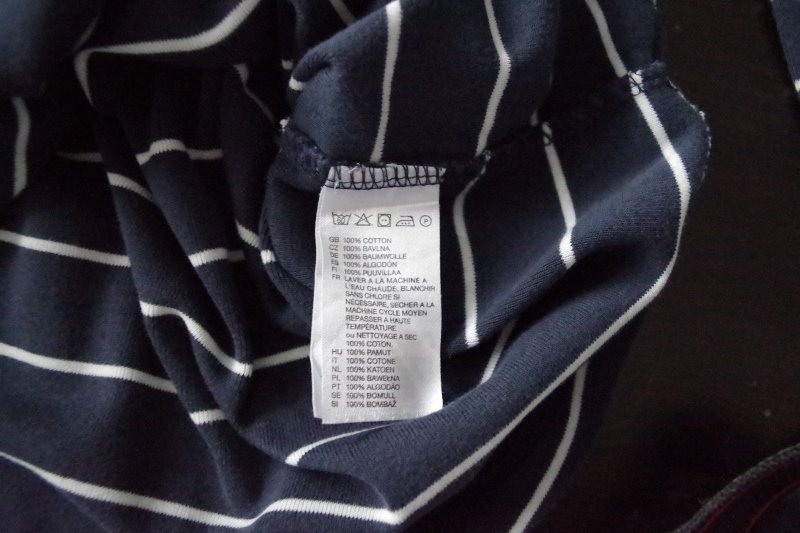 GB 100% COTTON
CZ 100% BAVLNA
DE 100% BAUMWOLLE
ES 100% ALGODÓN
FI 100% PUUVILLAA
FR LAVER A LA MACHINE A
L'EAU CHAUDE, BLANCHIR
SANS CHLORE SI
NECESSAIRE, SECHER A LA
MACHINE CYCLE MOYEN
REPASSER A HAUTE
TEMPÉRATURE
OU NETTOYAGE A SEC
100% COTON,
HU 100% PAMUT
IT 100% COTONE
NL 100% KATOEN
PL 100% BAWEŁNA
PT 100% ALGODÃO
SE 100% BOMULL
SI 100% BOMBAŽ